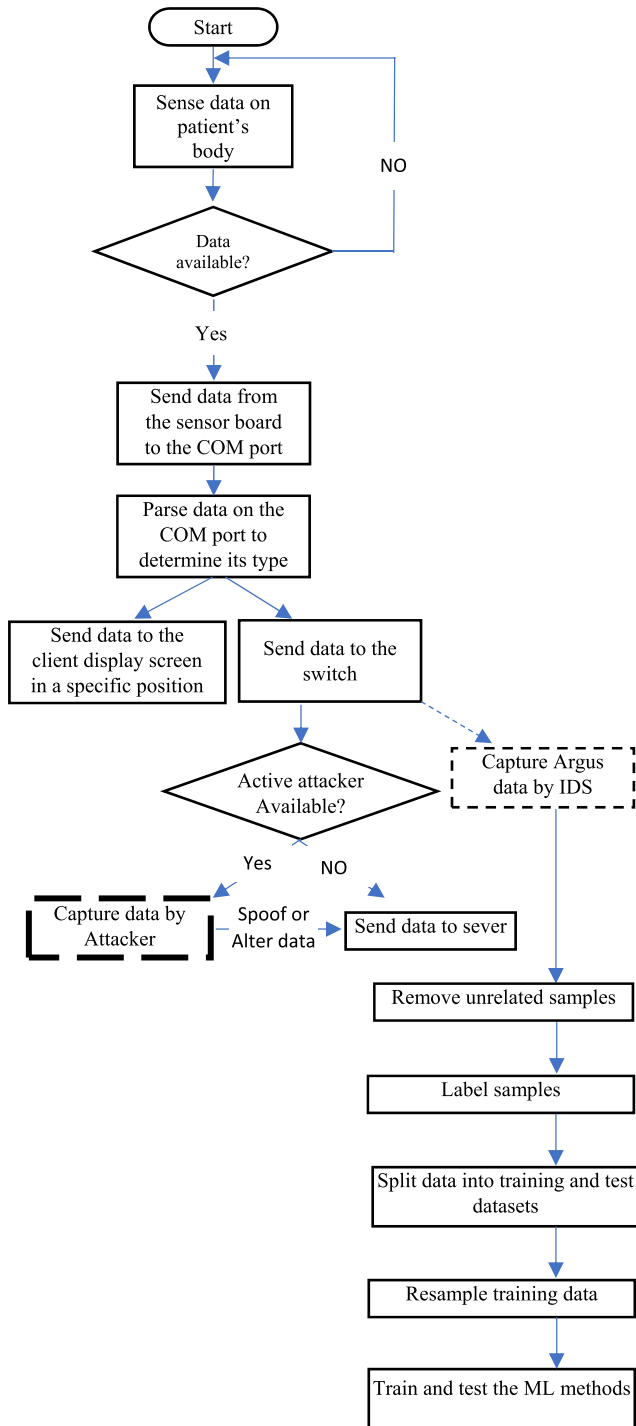 Start
Sense data on
patient's
body
NO
Data
available?
Yes
Send data from
the sensor board
to the COM port
Parse data on the
COM port to
determine its type
Send data to the
client display screen
in a specific position
Send data to the
switch
Capture Argus
data by IDS
Active attacker
Available?
Yes
NO
Capture data by
Attacker
Spoof or
Alter data
Send data to sever
Remove unrelated samples
Label samples
Split data into training and test
datasets
Resample training data
Train and test the ML methods